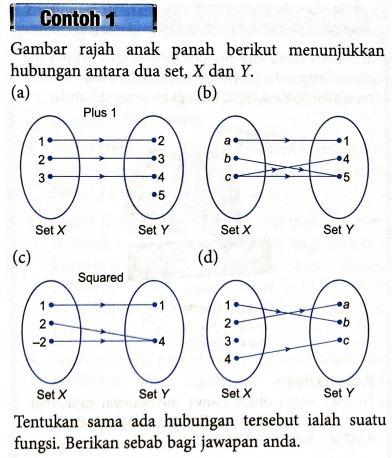 Contoh 1
Gambar rajah anak panah berikut menunjukkan
hubungan antara dua set, X dan Y.
(a)
Plus 1
1
2
3
2
3
4
5
Set X
Set Y
(b)
a
b
c
1
4
5
Set X
Set Y
(c)
Squared
1
2
–2
1
4
Set X
Set Y
(d)
1
2
3
4
a
b
c
Set X
Set Y
Tentukan sama ada hubungan tersebut ialah suatu
fungsi. Berikan sebab bagi jawapan anda.